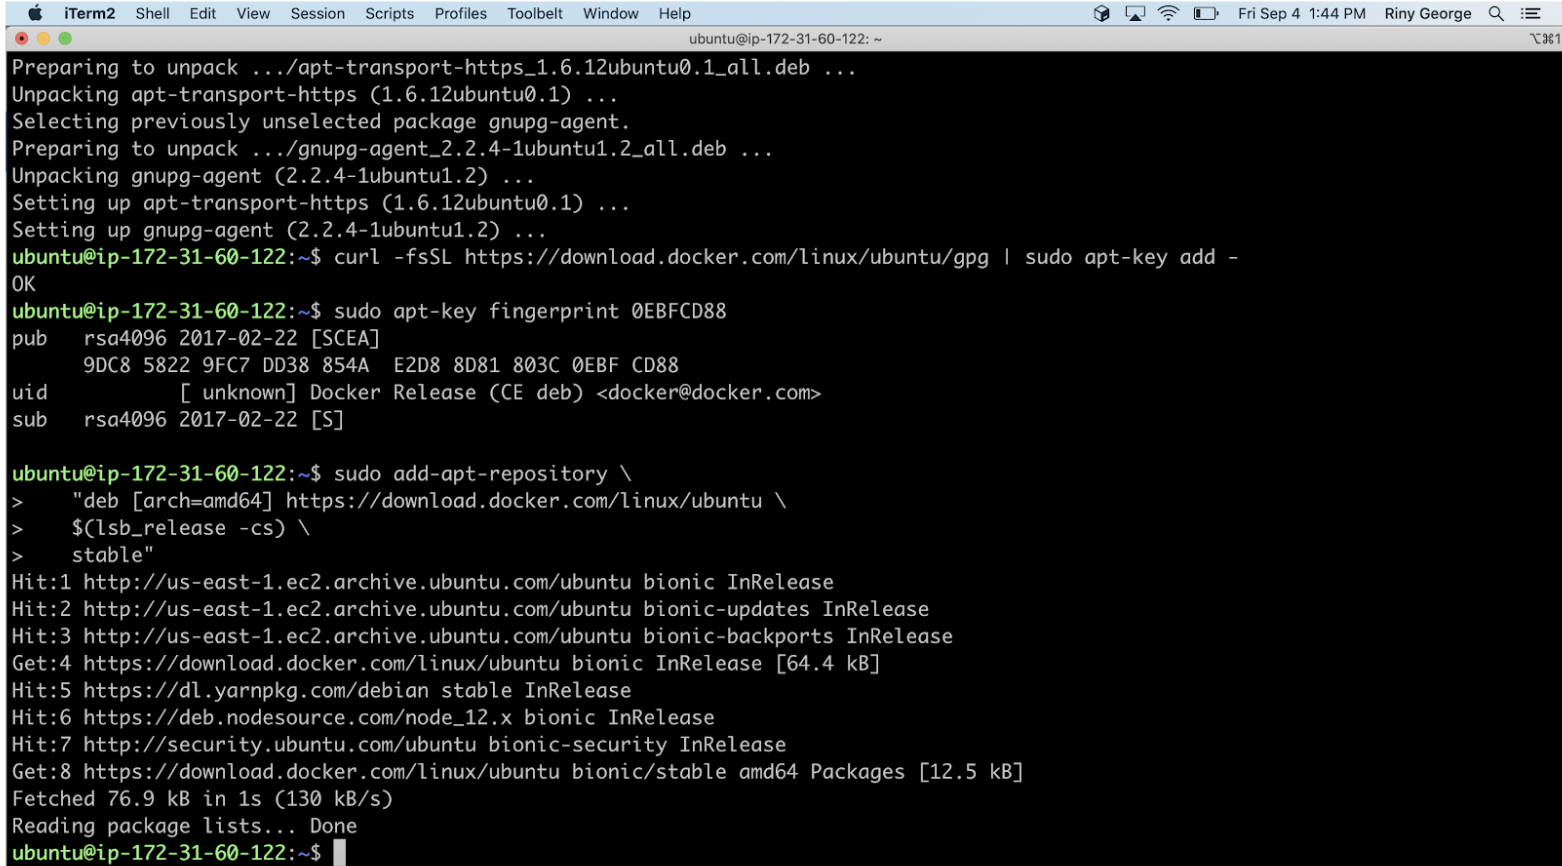 iTerm2 Shell Edit View Session Scripts Profiles Toolbelt Window Help Fri Sep 4 1:44 PM Riny George
ubuntu@ip-172-31-60-122: ~ ⌥⌘1
Preparing to unpack .../apt-transport-https_1.6.12ubuntu0.1_all.deb ...
Unpacking apt-transport-https (1.6.12ubuntu0.1) ...
Selecting previously unselected package gnupg-agent.
Preparing to unpack .../gnupg-agent_2.2.4-1ubuntu1.2_all.deb ...
Unpacking gnupg-agent (2.2.4-1ubuntu1.2) ...
Setting up apt-transport-https (1.6.12ubuntu0.1) ...
Setting up gnupg-agent (2.2.4-1ubuntu1.2) ...
ubuntu@ip-172-31-60-122:~$ curl -fsSL https://download.docker.com/linux/ubuntu/gpg | sudo apt-key add -
OK
ubuntu@ip-172-31-60-122:~$ sudo apt-key fingerprint 0EBFCD88
pub   rsa4096 2017-02-22 [SCEA]
      9DC8 5822 9FC7 DD38 854A  E2D8 8D81 803C 0EBF CD88
uid           [ unknown] Docker Release (CE deb) <docker@docker.com>
sub   rsa4096 2017-02-22 [S]
ubuntu@ip-172-31-60-122:~$ sudo add-apt-repository \
>    "deb [arch=amd64] https://download.docker.com/linux/ubuntu \
>    $(lsb_release -cs) \
>    stable"
Hit:1 http://us-east-1.ec2.archive.ubuntu.com/ubuntu bionic InRelease
Hit:2 http://us-east-1.ec2.archive.ubuntu.com/ubuntu bionic-updates InRelease
Hit:3 http://us-east-1.ec2.archive.ubuntu.com/ubuntu bionic-backports InRelease
Get:4 https://download.docker.com/linux/ubuntu bionic InRelease [64.4 kB]
Hit:5 https://dl.yarnpkg.com/debian stable InRelease
Hit:6 https://deb.nodesource.com/node_12.x bionic InRelease
Hit:7 http://security.ubuntu.com/ubuntu bionic-security InRelease
Get:8 https://download.docker.com/linux/ubuntu bionic/stable amd64 Packages [12.5 kB]
Fetched 76.9 kB in 1s (130 kB/s)
Reading package lists... Done
ubuntu@ip-172-31-60-122:~$